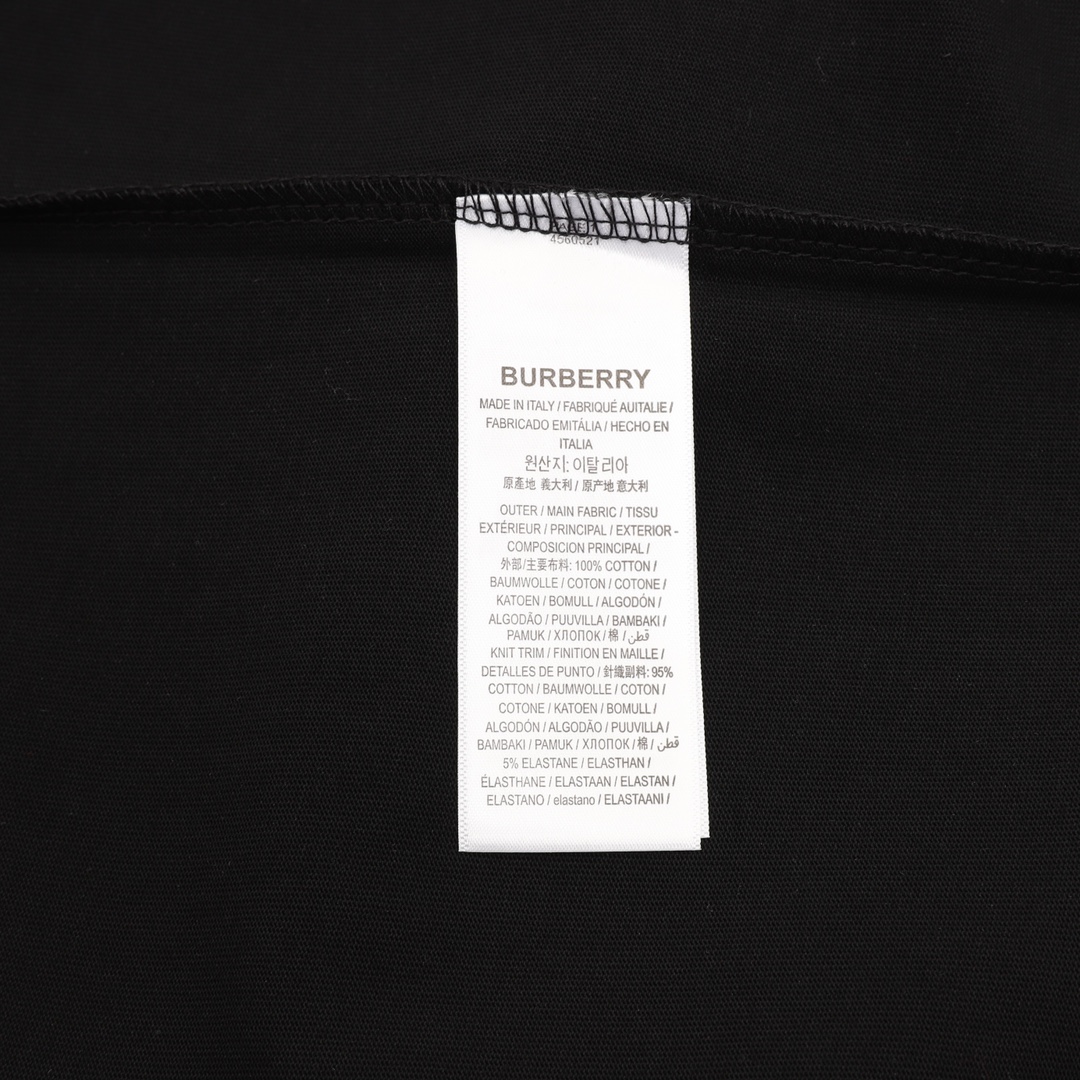 4560521
BURBERRY
MADE IN ITALY / FABRIQUÉ AUITALIE /
FABRICADO EMITÁLIA / HECHO EN
ITALIA
원산지: 이탈리아
原產地 義大利 / 原产地 意大利
OUTER / MAIN FABRIC / TISSU
EXTÉRIEUR / PRINCIPAL / EXTERIOR -
COMPOSICION PRINCIPAL /
外部/主要布料: 100% COTTON /
BAUMWOLLE / COTON / COTONE /
KATOEN / BOMULL / ALGODÓN /
ALGODÃO / PUUVILLA / BAMBAKI /
PAMUK / ХЛОПОК / 棉 / قطن
KNIT TRIM / FINITION EN MAILLE /
DETALLES DE PUNTO / 針織副料: 95%
COTTON / BAUMWOLLE / COTON /
COTONE / KATOEN / BOMULL /
ALGODÓN / ALGODÃO / PUUVILLA /
BAMBAKI / PAMUK / ХЛОПОК / 棉 / قطن
5% ELASTANE / ELASTHAN /
ÉLASTHANE / ELASTAAN / ELASTAN /
ELASTANO / elastano / ELASTAANI /